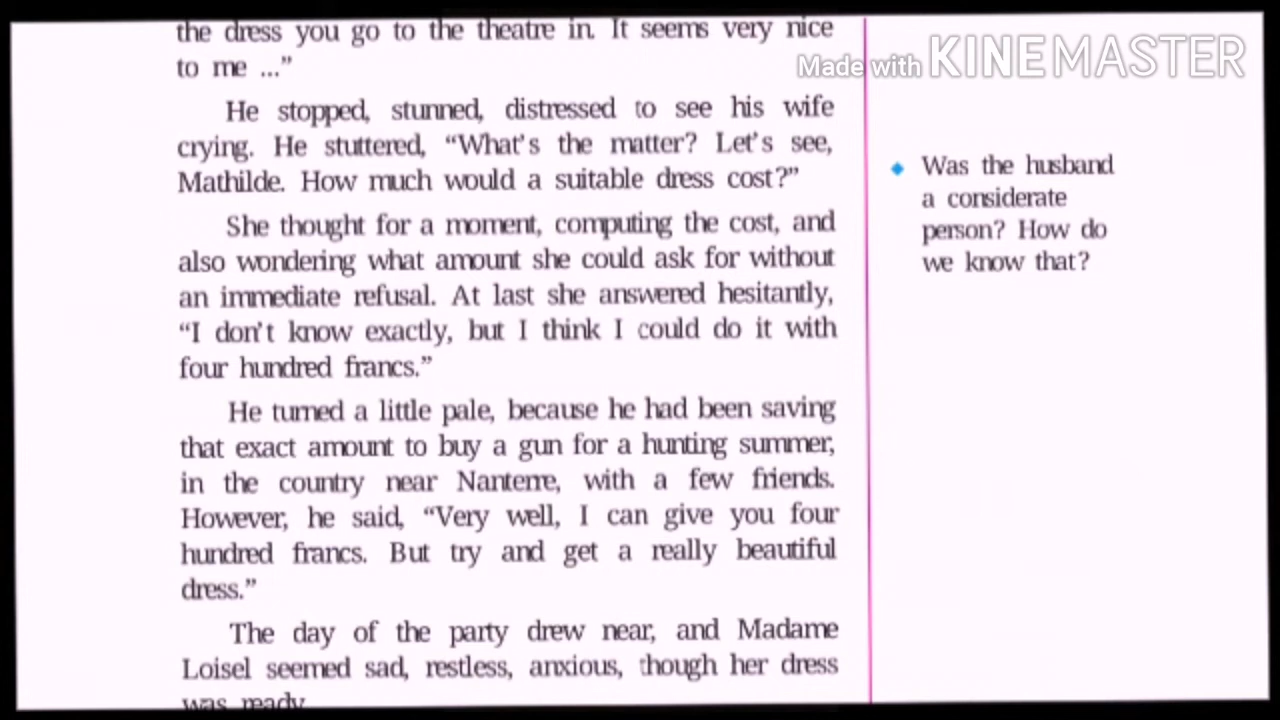 the dress you go to the theatre in. It seems very nice
to me ...”
Made with KINEMASTER
He stopped, stunned, distressed to see his wife
crying. He stuttered, “What’s the matter? Let’s see,
Mathilde. How much would a suitable dress cost?”
She thought for a moment, computing the cost, and
also wondering what amount she could ask for without
an immediate refusal. At last she answered hesitantly,
“I don’t know exactly, but I think I could do it with
four hundred francs.”
He turned a little pale, because he had been saving
that exact amount to buy a gun for a hunting summer,
in the country near Nanterre, with a few friends.
However, he said, “Very well, I can give you four
hundred francs. But try and get a really beautiful
dress.”
The day of the party drew near, and Madame
Loisel seemed sad, restless, anxious, though her dress
was ready
Was the husband
a considerate
person? How do
we know that?